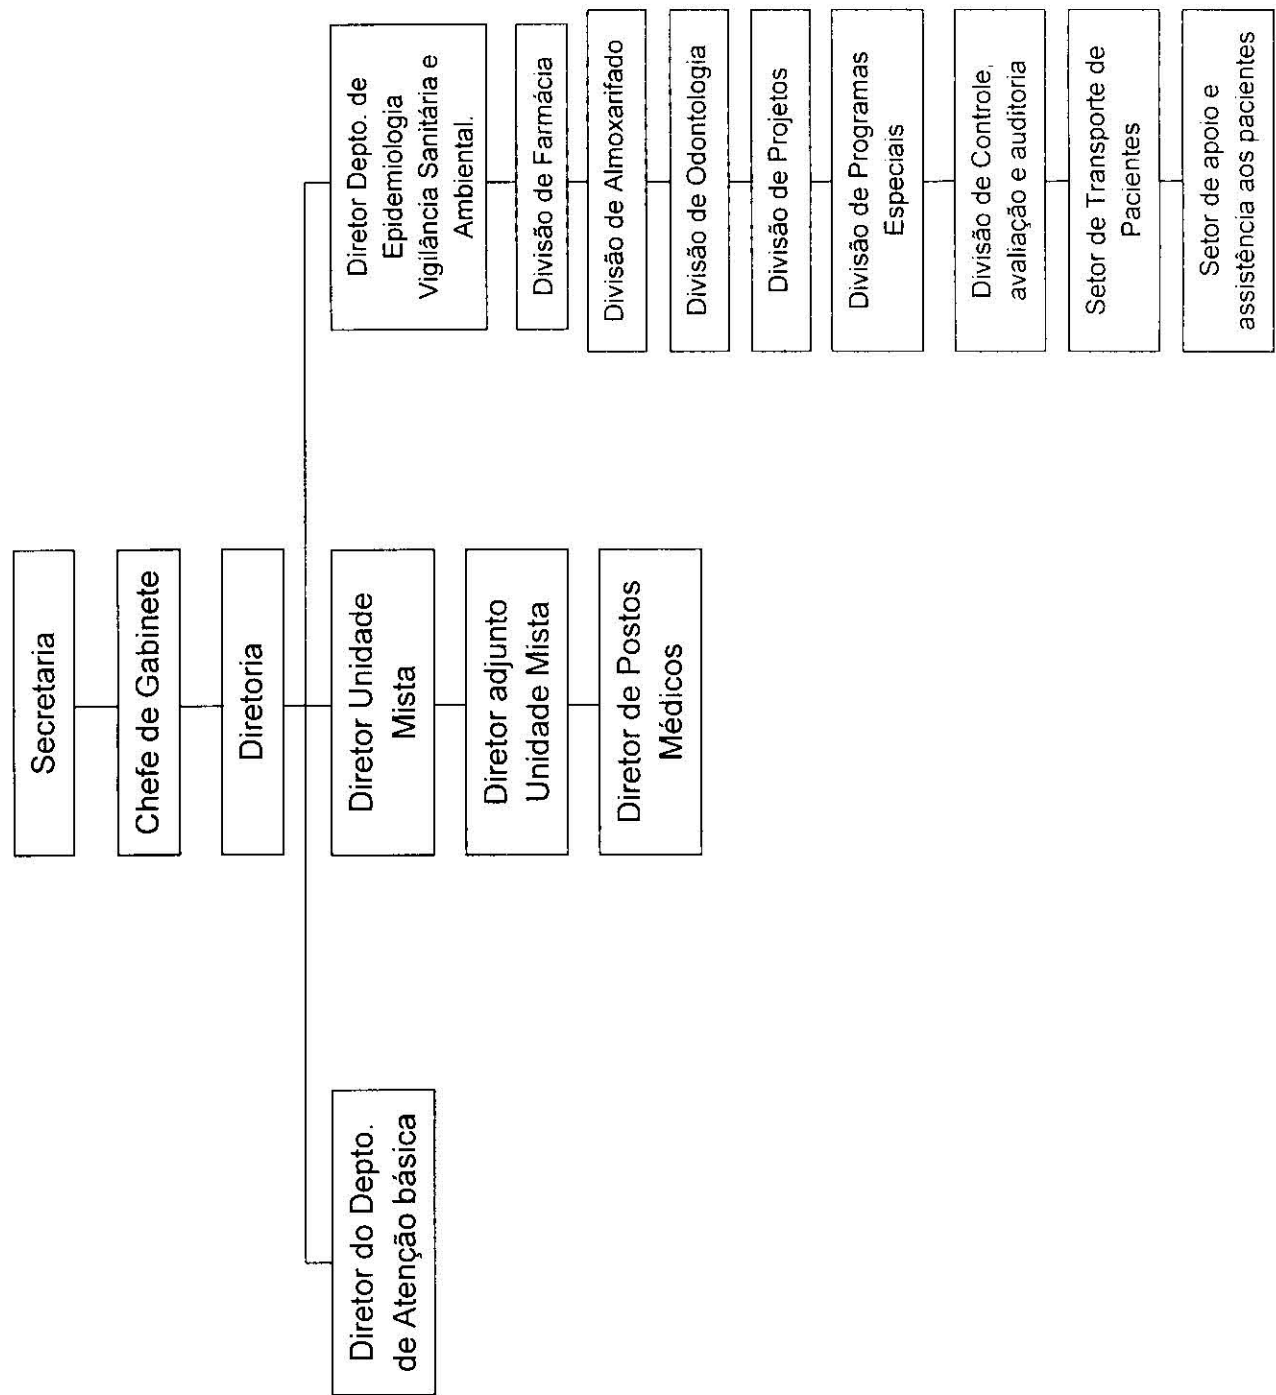 Secretaria
Chefe de Gabinete
Diretoria
Diretor do Depto.
de Atenção básica
Diretor Unidade
Mista
Diretor adjunto
Unidade Mista
Diretor de Postos
Médicos
Diretor Depto. de
Epidemiologia
Vigilância Sanitária e
Ambiental.
Divisão de Farmácia
Divisão de Almoxarifado
Divisão de Odontologia
Divisão de Projetos
Divisão de Programas
Especiais
Divisão de Controle,
avaliação e auditoria
Setor de Transporte de
Pacientes
Setor de apoio e
assistência aos pacientes